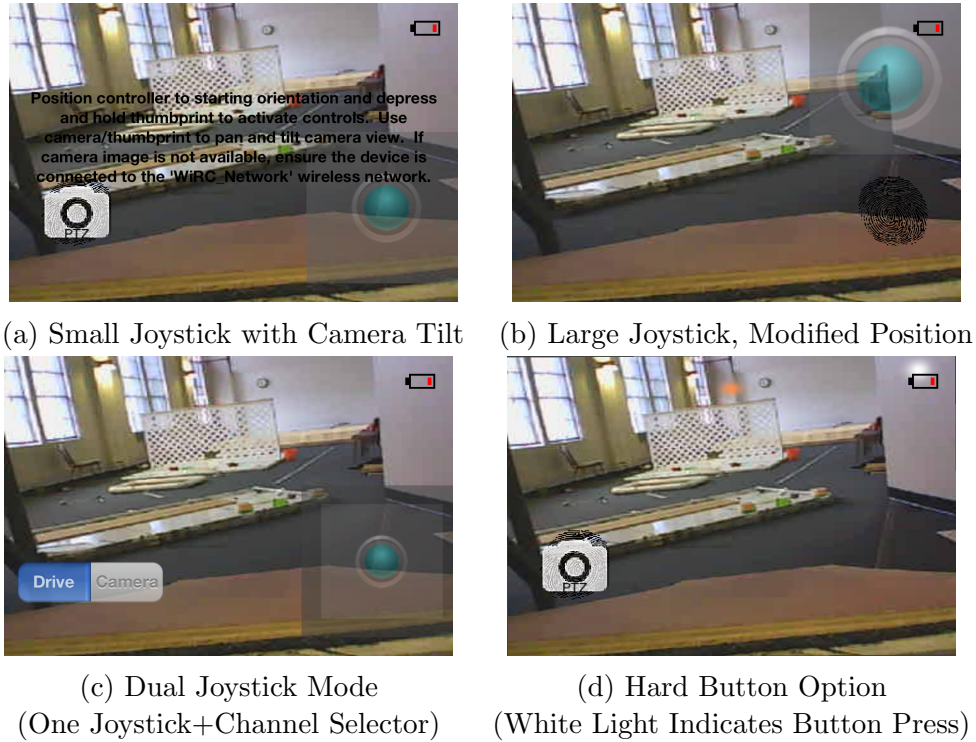 Position controller to starting orientation and depress
and hold thumbprint to activate controls.. Use
camera/thumbprint to pan and tilt camera view. If
camera image is not available, ensure the device is
connected to the 'WiRC_Network' wireless network.
PTZ
(a) Small Joystick with Camera Tilt
(b) Large Joystick, Modified Position
Drive Camera
PTZ
(c) Dual Joystick Mode
(One Joystick+Channel Selector)
(d) Hard Button Option
(White Light Indicates Button Press)